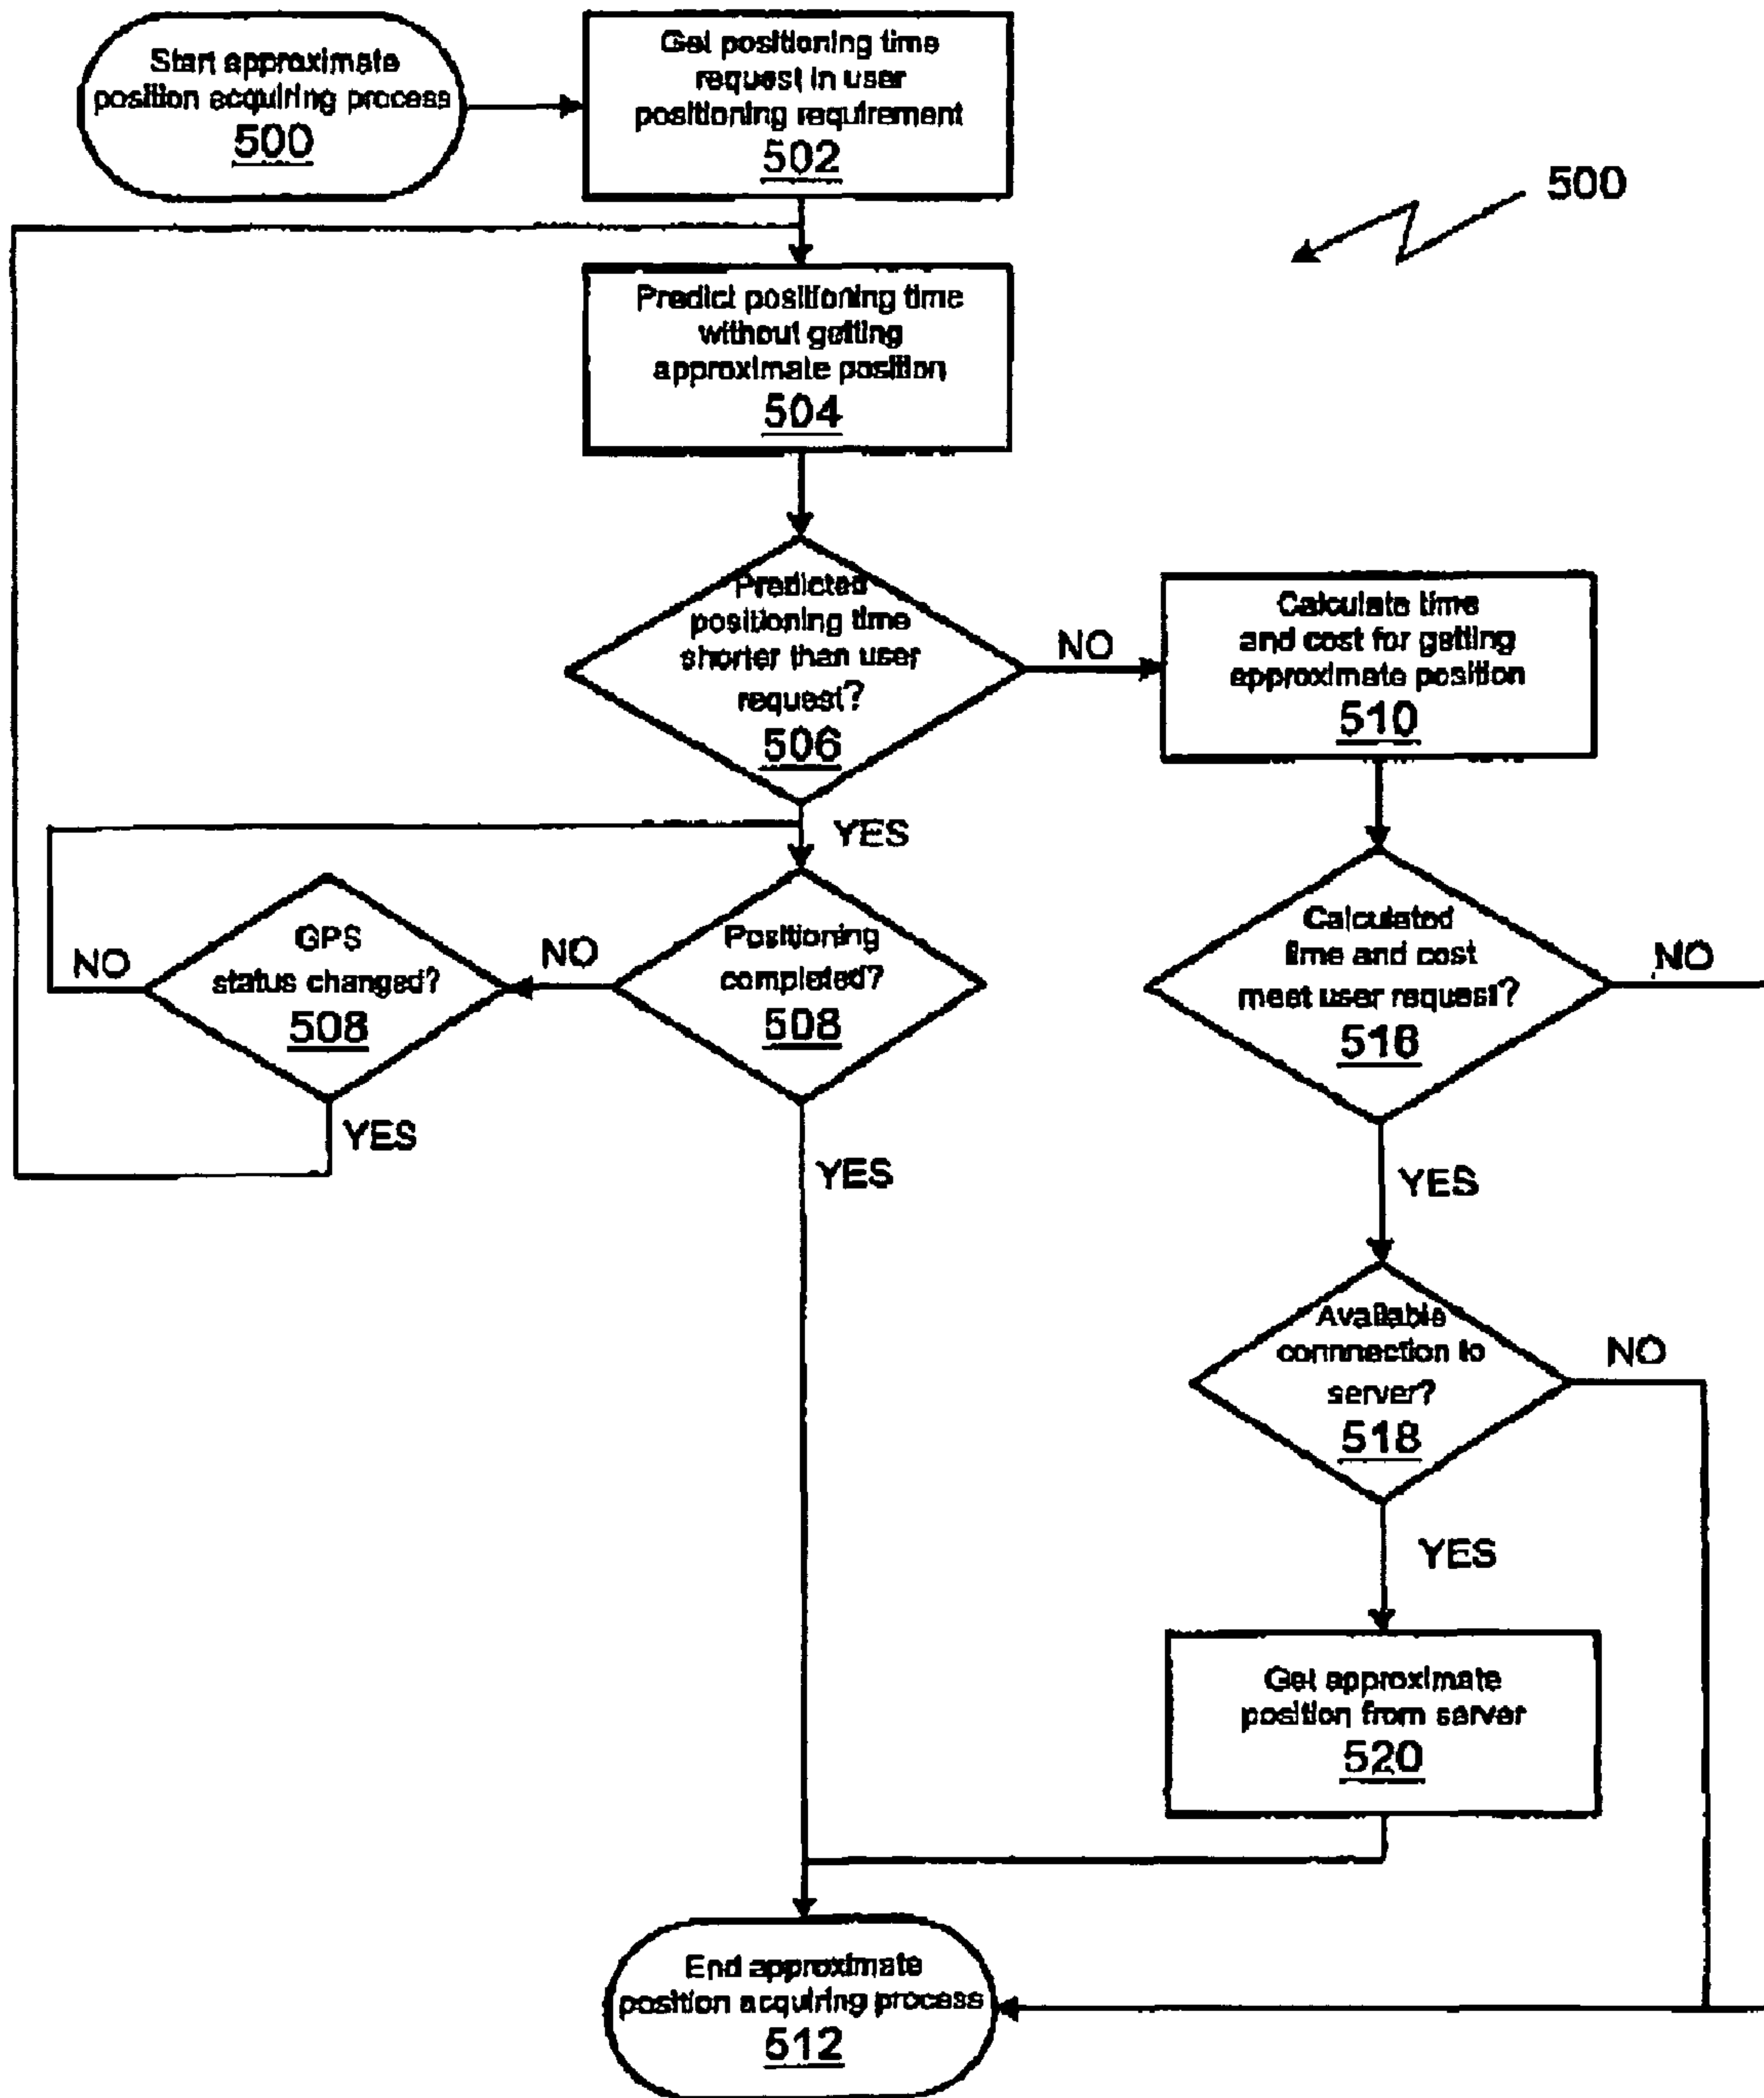 Start approximate
position acquiring process
500
Get positioning time
request in user
positioning requirement
502
500
Predict positioning time
without getting
approximate position
504
Predicted
positioning time
shorter than user
request?
506
NO
Calculate time
and cost for getting
approximate position
510
YES
GPS
status changed?
508
NO
NO
Positioning
completed?
508
Calculated
time and cost
meet user request?
516
NO
YES
YES
YES
Available
connnection to
server?
518
NO
YES
Get approximate
position from server
520
End approximate
position acquiring process
512